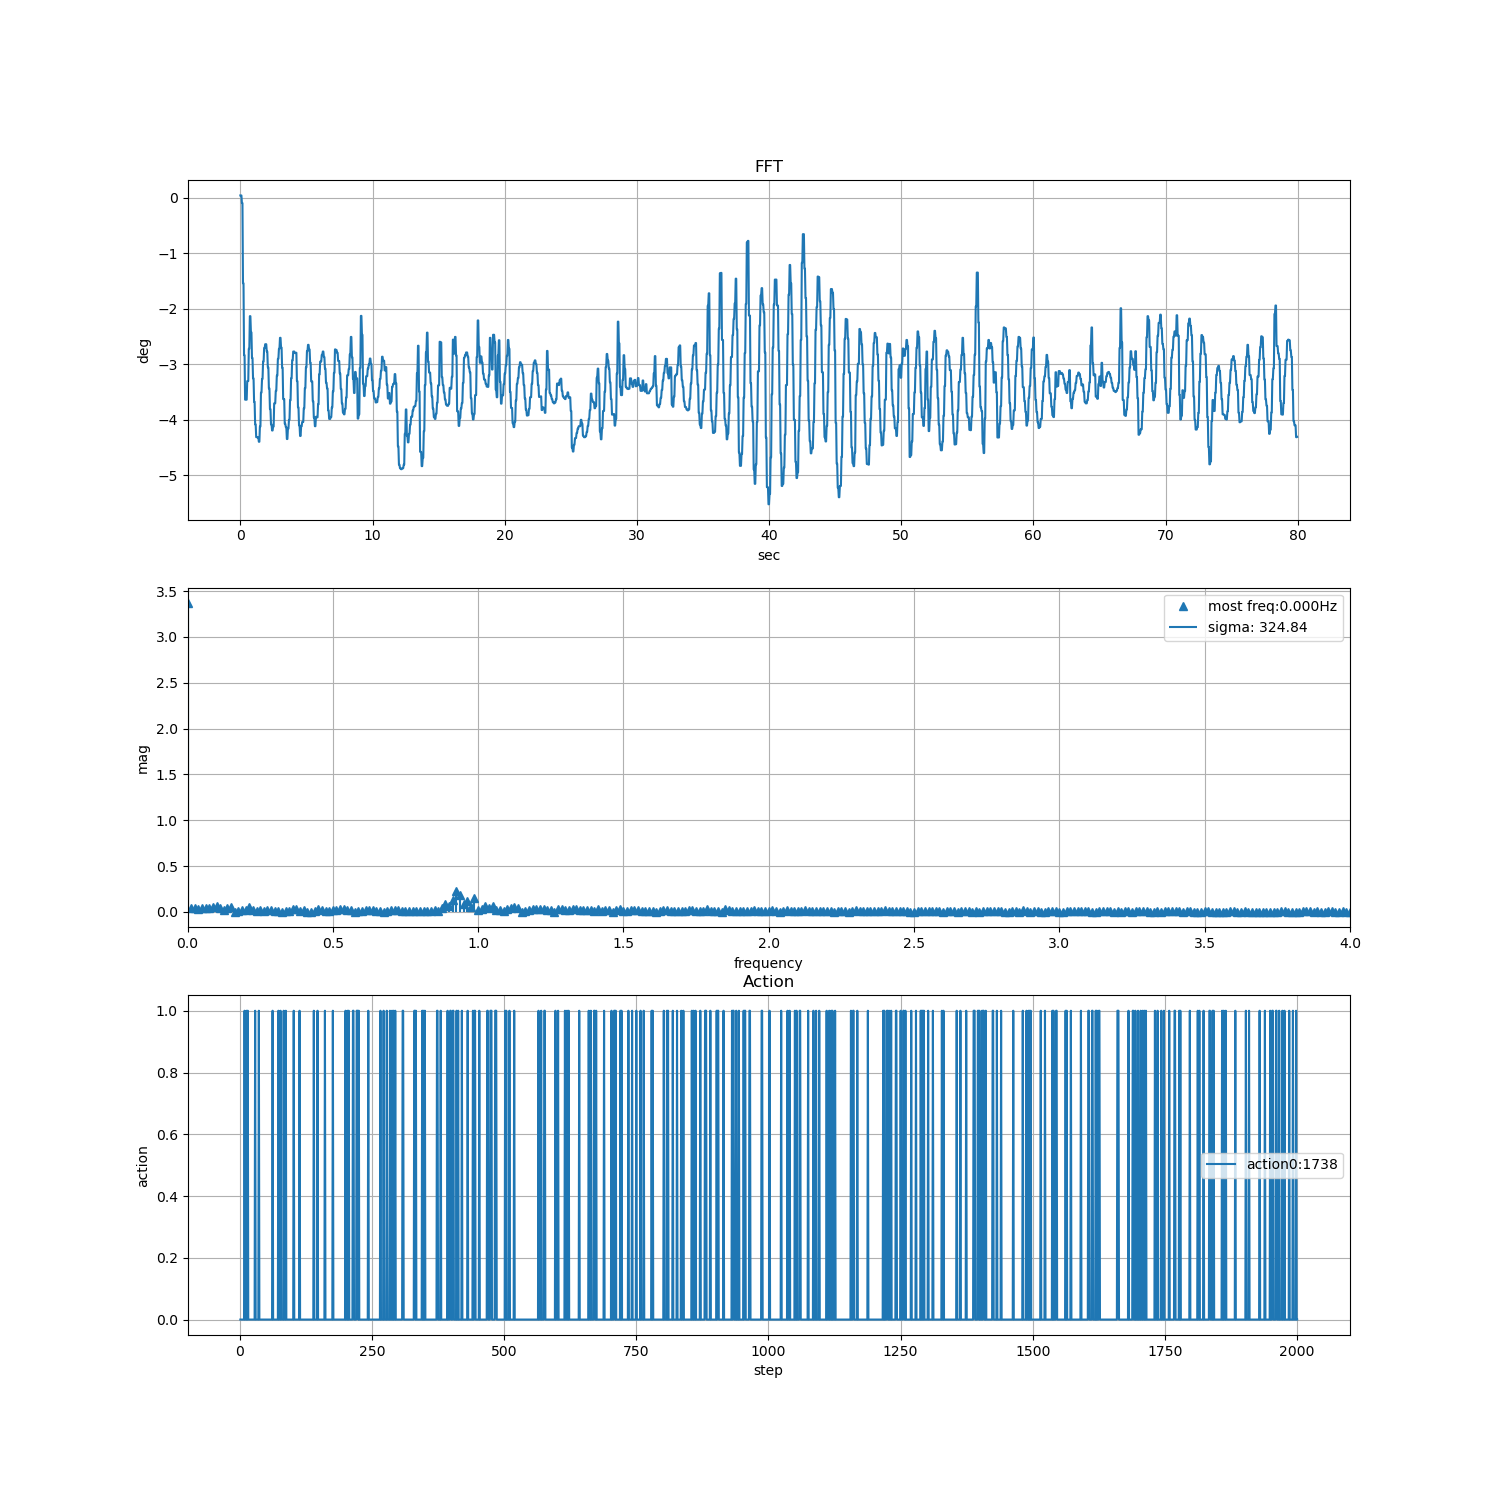 FFT
0
−1
−2
−3
−4
−5
deg
0 10 20 30 40 50 60 70 80
sec
3.5
3.0
2.5
2.0
1.5
1.0
0.5
0.0
mag
most freq:0.000Hz
sigma: 324.84
0.0 0.5 1.0 1.5 2.0 2.5 3.0 3.5 4.0
frequency
Action
1.0
0.8
0.6
0.4
0.2
0.0
action
action0:1738
0 250 500 750 1000 1250 1500 1750 2000
step